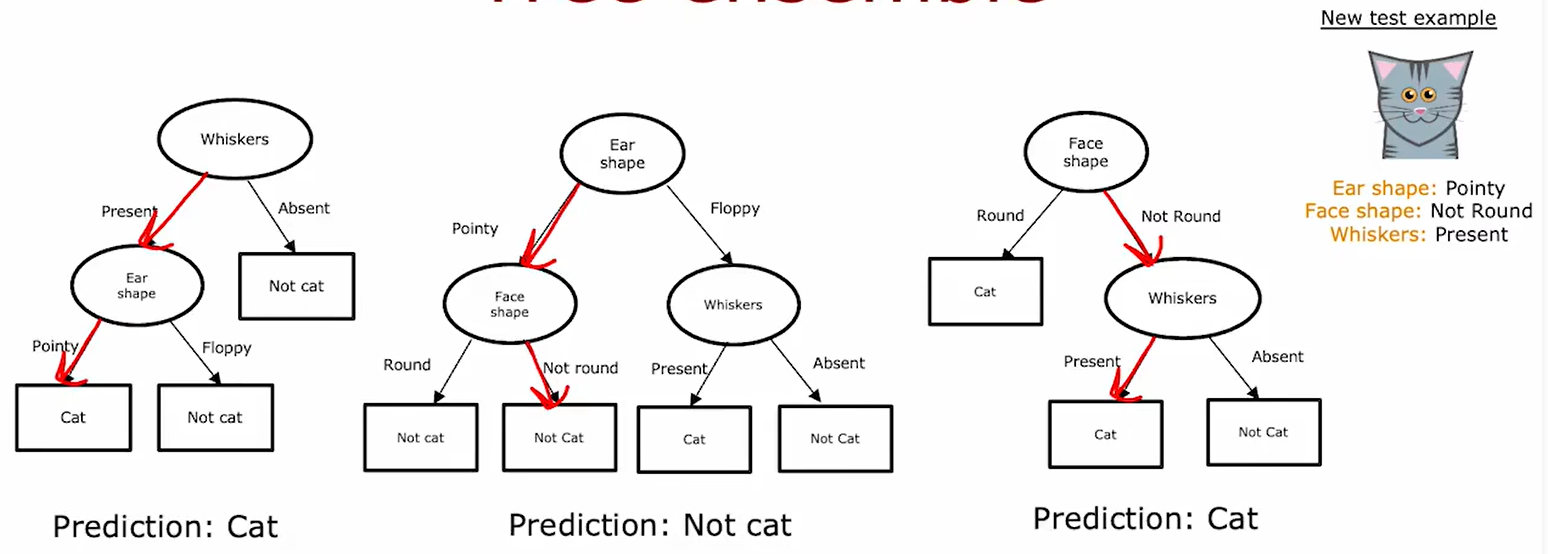 Tree ensemble
New test example
Whiskers
Present
Absent
Ear
shape
Not cat
Pointy
Floppy
Cat
Not cat
Prediction: Cat
Ear
shape
Pointy
Floppy
Face
shape
Whiskers
Round
Not round
Present
Absent
Not cat
Not Cat
Cat
Not Cat
Prediction: Not cat
Face
shape
Round
Not Round
Cat
Whiskers
Present
Absent
Cat
Not Cat
Prediction: Cat
Ear shape: Pointy
Face shape: Not Round
Whiskers: Present